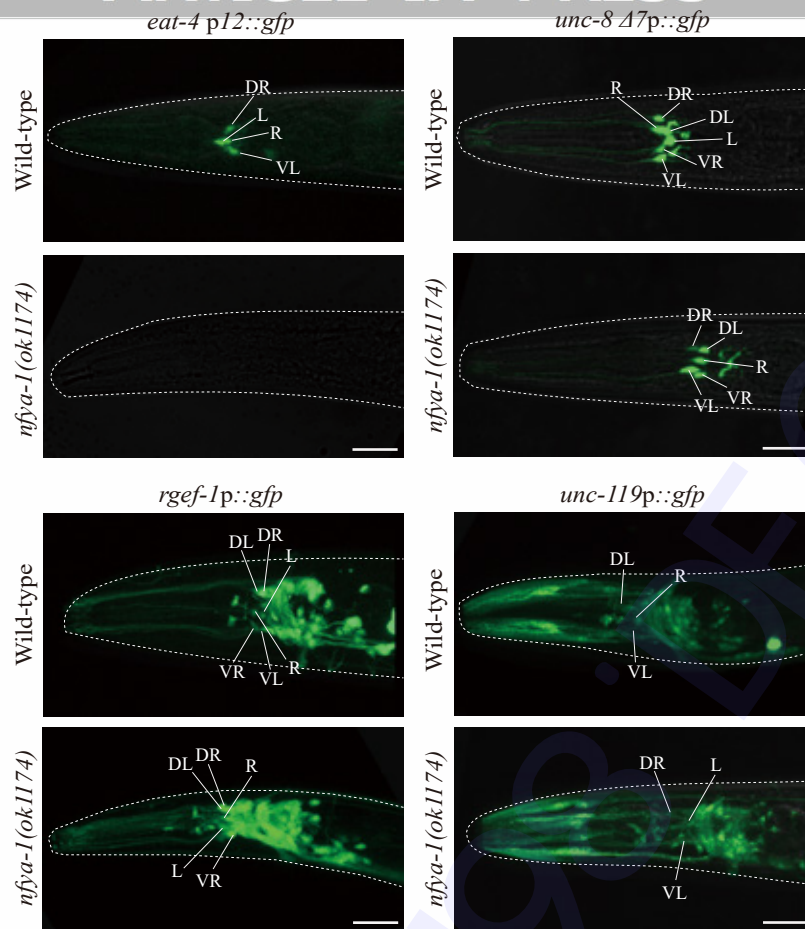 eat-4 p12::gfp
unc-8 Δ7p::gfp
Wild-type
DR
L
R
VL
Wild-type
R
DR
DL
L
VR
VL
nfya-1(ok1174)
nfya-1(ok1174)
DR
DL
R
VR
VL
rgef-1p::gfp
unc-119p::gfp
Wild-type
DL
DR
L
VR
VL
R
Wild-type
DL
R
VL
nfya-1(ok1174)
DL
DR
R
L
VR
nfya-1(ok1174)
DR
L
VL